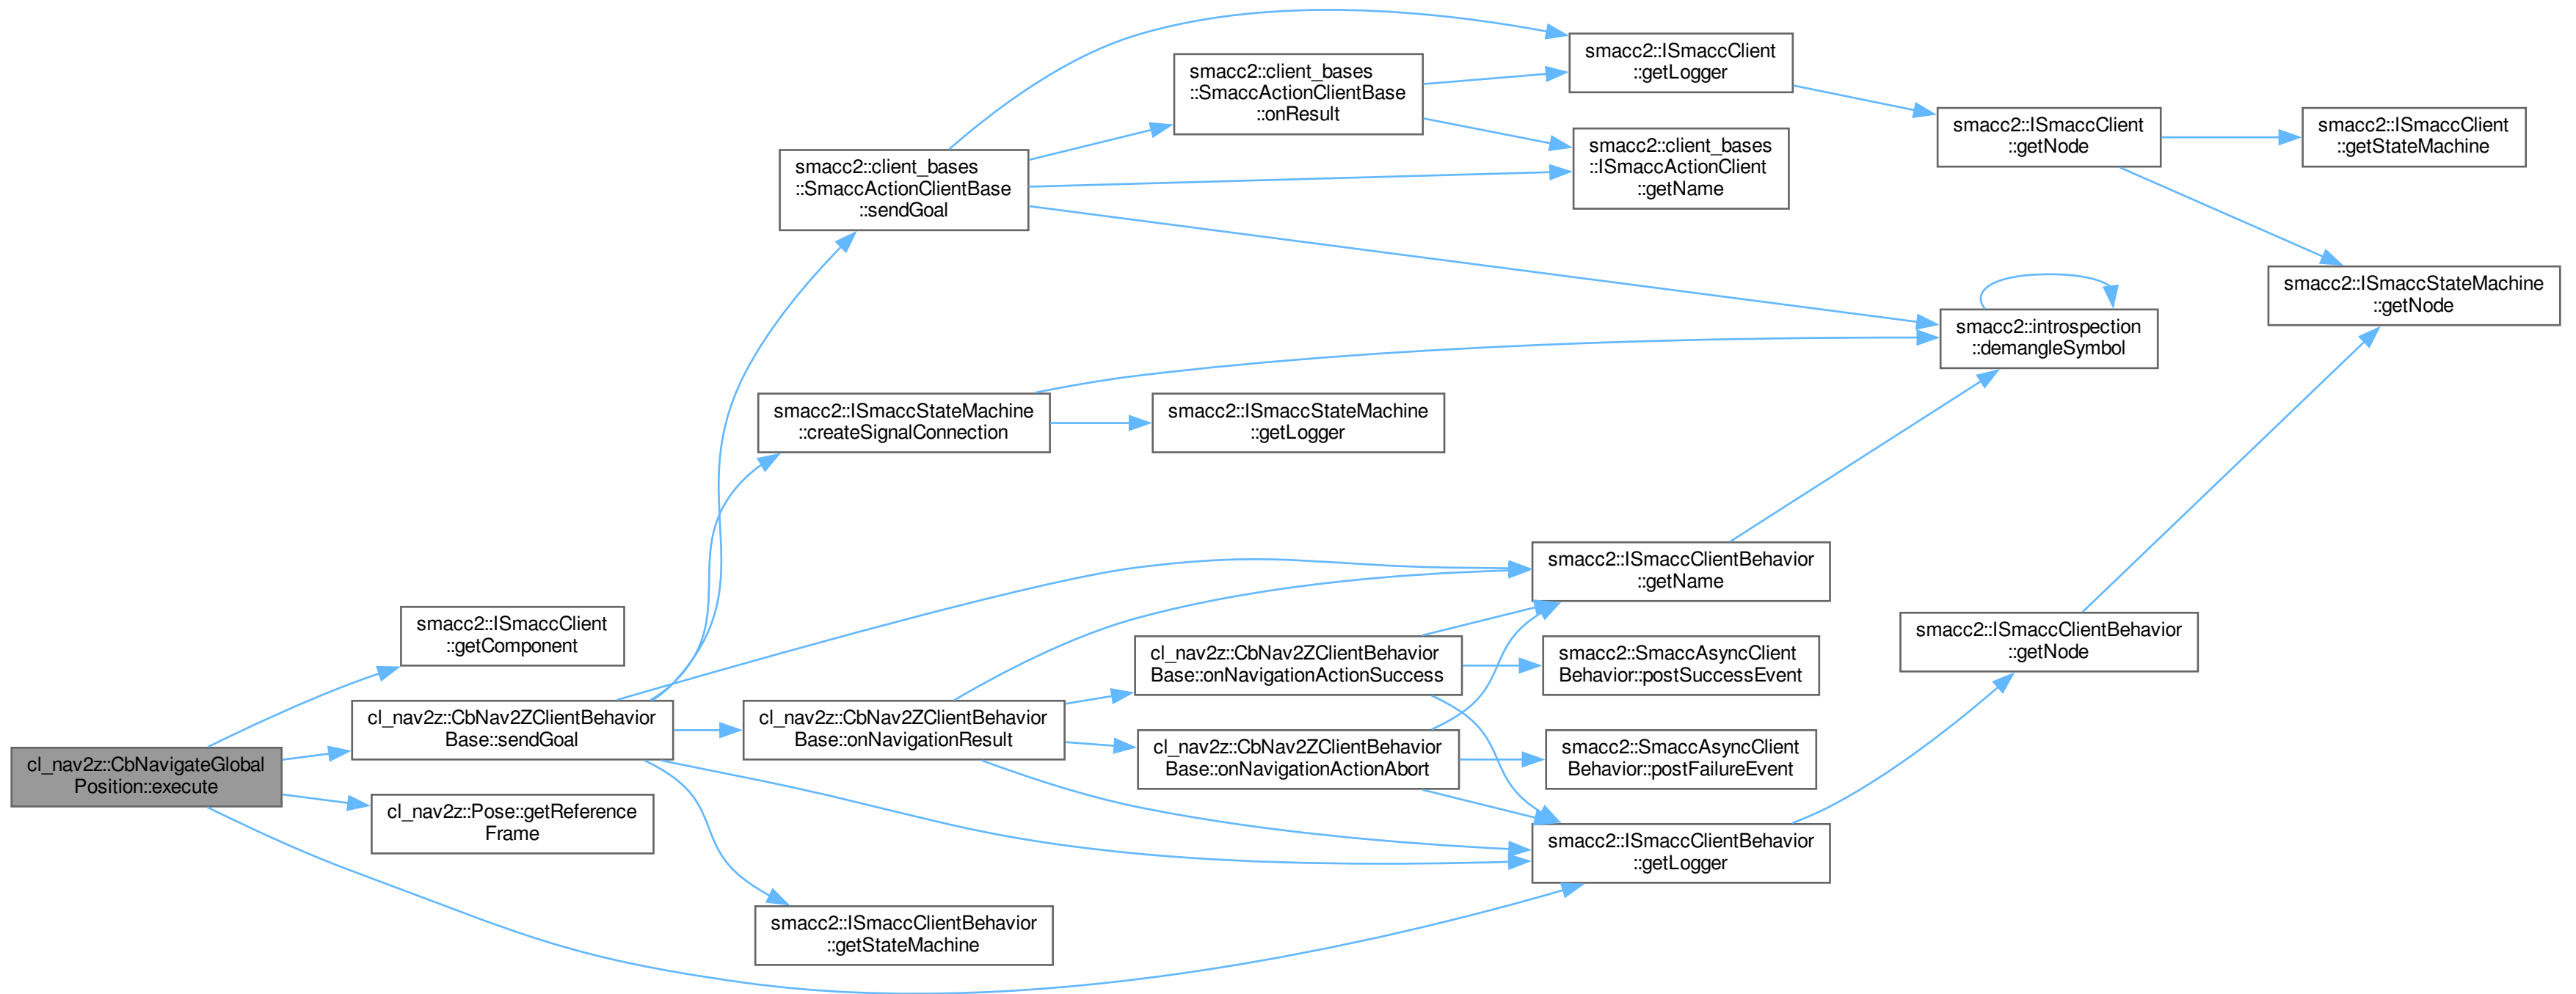 smacc2::ISmaccClient
::getLogger
smacc2::client_bases
::SmaccActionClientBase
::onResult
smacc2::ISmaccClient
::getNode
smacc2::ISmaccClient
::getStateMachine
smacc2::client_bases
::ISmaccActionClient
::getName
smacc2::client_bases
::SmaccActionClientBase
::sendGoal
smacc2::ISmaccStateMachine
::getNode
smacc2::introspection
::demangleSymbol
smacc2::ISmaccStateMachine
::createSignalConnection
smacc2::ISmaccStateMachine
::getLogger
smacc2::ISmaccClientBehavior
::getName
smacc2::ISmaccClient
::getComponent
smacc2::ISmaccClientBehavior
::getNode
cl_nav2z::CbNav2ZClientBehavior
Base::onNavigationActionSuccess
smacc2::SmaccAsyncClient
Behavior::postSuccessEvent
cl_nav2z::CbNav2ZClientBehavior
Base::sendGoal
cl_nav2z::CbNav2ZClientBehavior
Base::onNavigationResult
cl_nav2z::CbNav2ZClientBehavior
Base::onNavigationActionAbort
smacc2::SmaccAsyncClient
Behavior::postFailureEvent
cl_nav2z::CbNavigateGlobal
Position::execute
cl_nav2z::Pose::getReference
Frame
smacc2::ISmaccClientBehavior
::getLogger
smacc2::ISmaccClientBehavior
::getStateMachine